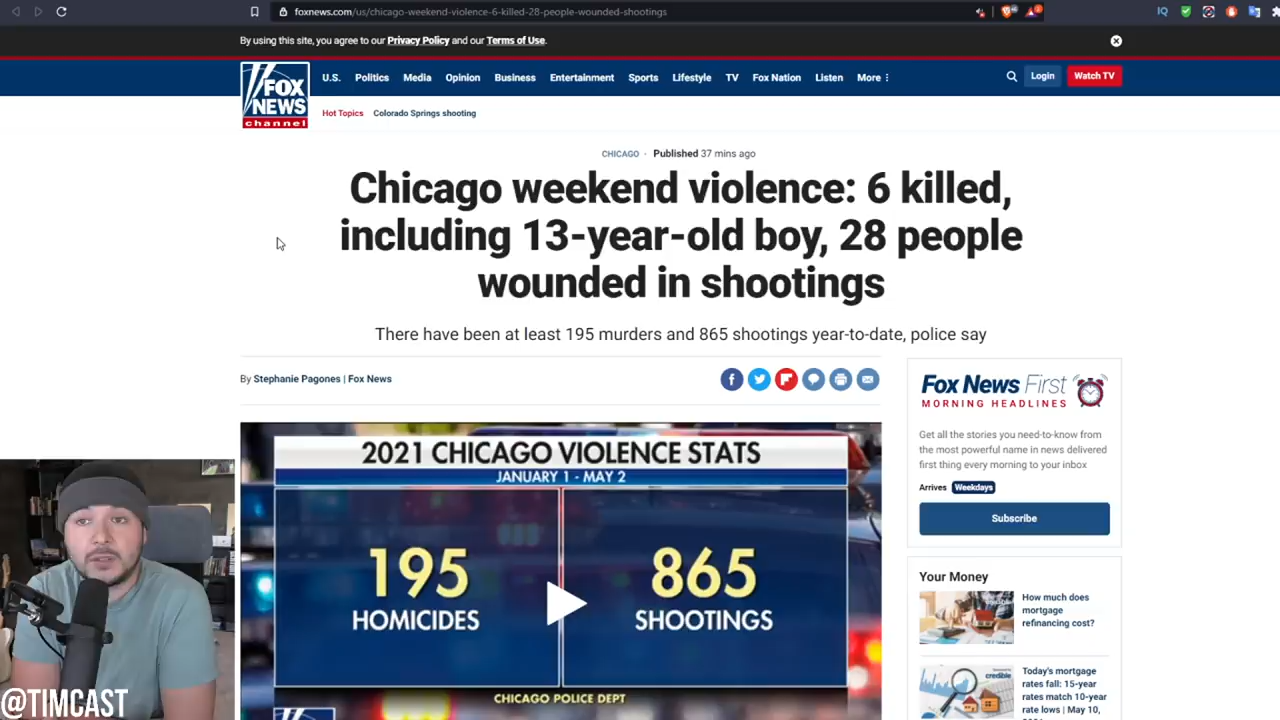 foxnews.com/us/chicago-weekend-violence-6-killed-28-people-wounded-shootings
IQ
By using this site, you agree to our Privacy Policy and our Terms of Use.
FOX
NEWS
channel
U.S. Politics Media Opinion Business Entertainment Sports Lifestyle TV Fox Nation Listen More
Login
Watch TV
Hot Topics Colorado Springs shooting
CHICAGO · Published 37 mins ago
Chicago weekend violence: 6 killed,
including 13-year-old boy, 28 people
wounded in shootings
There have been at least 195 murders and 865 shootings year-to-date, police say
By Stephanie Pagones | Fox News
2021 CHICAGO VIOLENCE STATS
JANUARY 1 - MAY 2
195
HOMICIDES
865
SHOOTINGS
CHICAGO POLICE DEPT
Fox News First
MORNING HEADLINES
Get all the stories you need-to-know from
the most powerful name in news delivered
first thing every morning to your inbox
Arrives Weekdays
Subscribe
Your Money
How much does
mortgage
refinancing cost?
credible
Today's mortgage
rates fall: 15-year
rates match 10-year
rate lows | May 10,
@TIMCAST